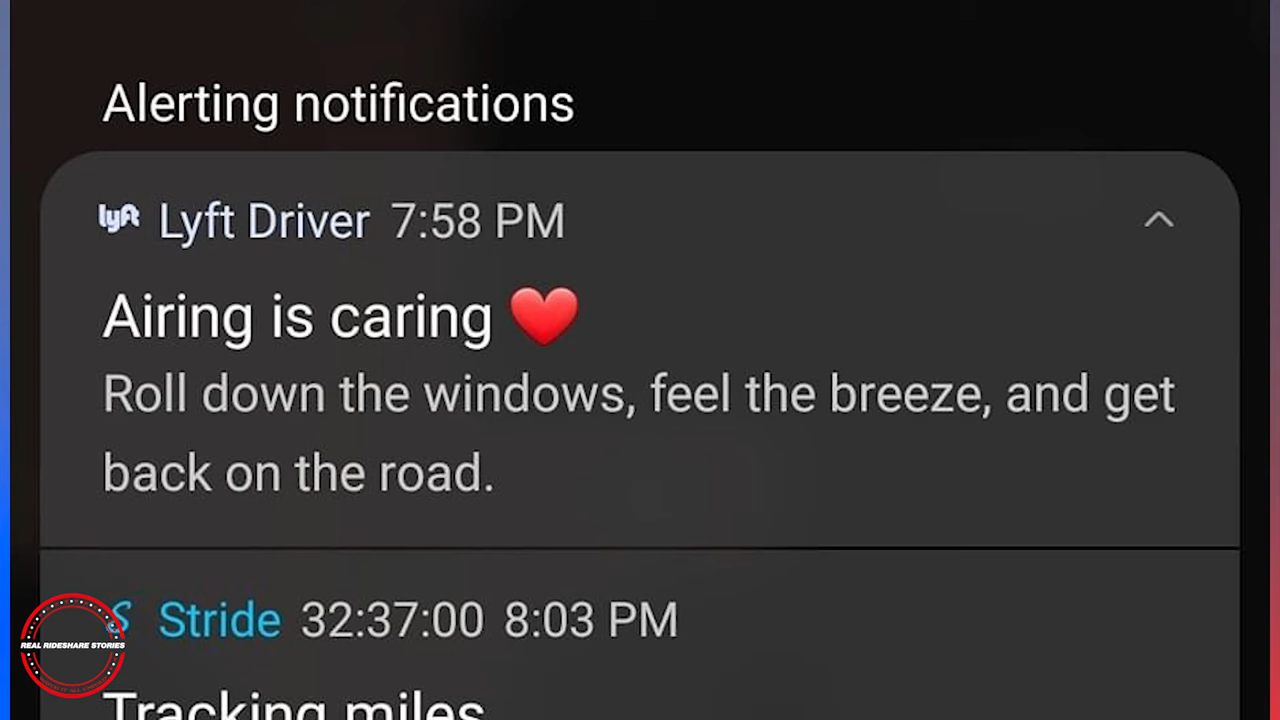 Alerting notifications
lyft Lyft Driver 7:58 PM
Airing is caring ❤️
Roll down the windows, feel the breeze, and get
back on the road.
S Stride 32:37:00 8:03 PM
REAL RIDESHARE STORIES
Tracking miles